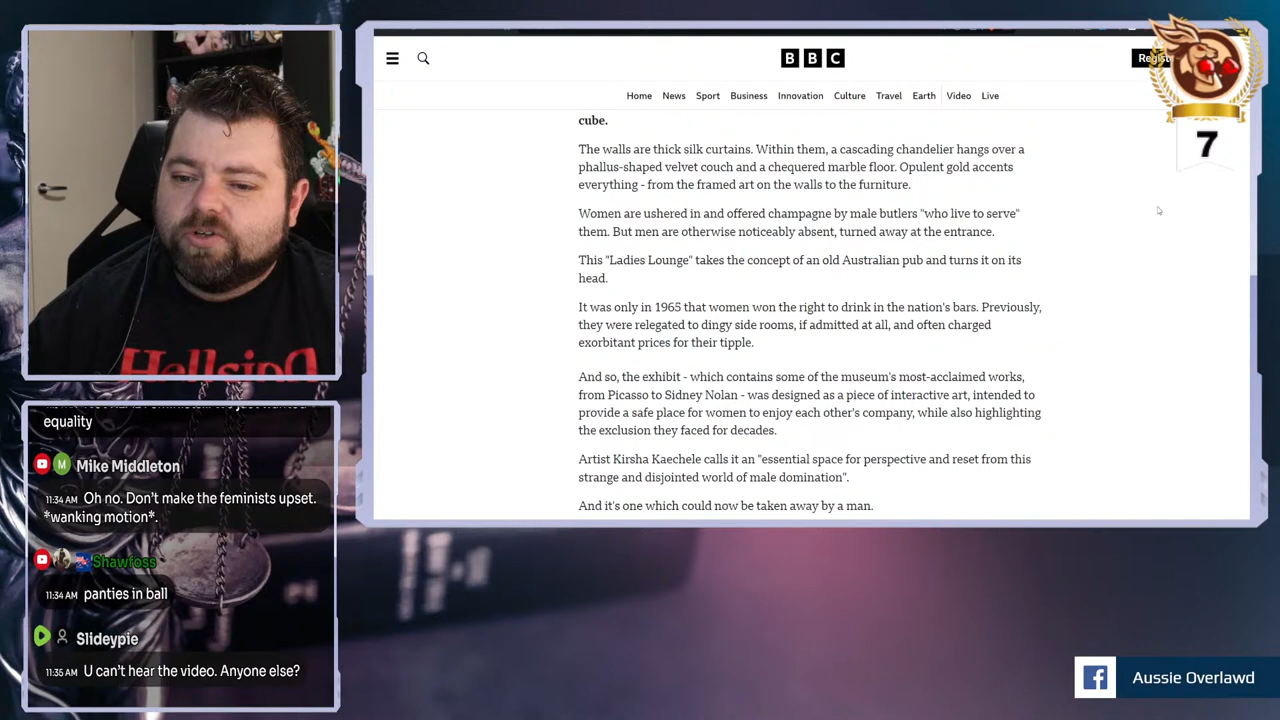 BBC
Regist
7
Home News Sport Business Innovation Culture Travel Earth Video Live
cube.
The walls are thick silk curtains. Within them, a cascading chandelier hangs over a
phallus-shaped velvet couch and a chequered marble floor. Opulent gold accents
everything - from the framed art on the walls to the furniture.
Women are ushered in and offered champagne by male butlers "who live to serve"
them. But men are otherwise noticeably absent, turned away at the entrance.
This "Ladies Lounge" takes the concept of an old Australian pub and turns it on its
head.
It was only in 1965 that women won the right to drink in the nation's bars. Previously,
they were relegated to dingy side rooms, if admitted at all, and often charged
exorbitant prices for their tipple.
And so, the exhibit - which contains some of the museum's most-acclaimed works,
from Picasso to Sidney Nolan - was designed as a piece of interactive art, intended to
provide a safe place for women to enjoy each other's company, while also highlighting
the exclusion they faced for decades.
Artist Kirsha Kaechele calls it an "essential space for perspective and reset from this
strange and disjointed world of male domination".
And it's one which could now be taken away by a man.
Hellsing
equality
M Mike Middleton
11:34 AM Oh no. Don't make the feminists upset.
*wanking motion*.
Shawfoss
11:34 AM panties in ball
Slideypie
11:35 AM U can't hear the video. Anyone else?
Aussie Overlawd